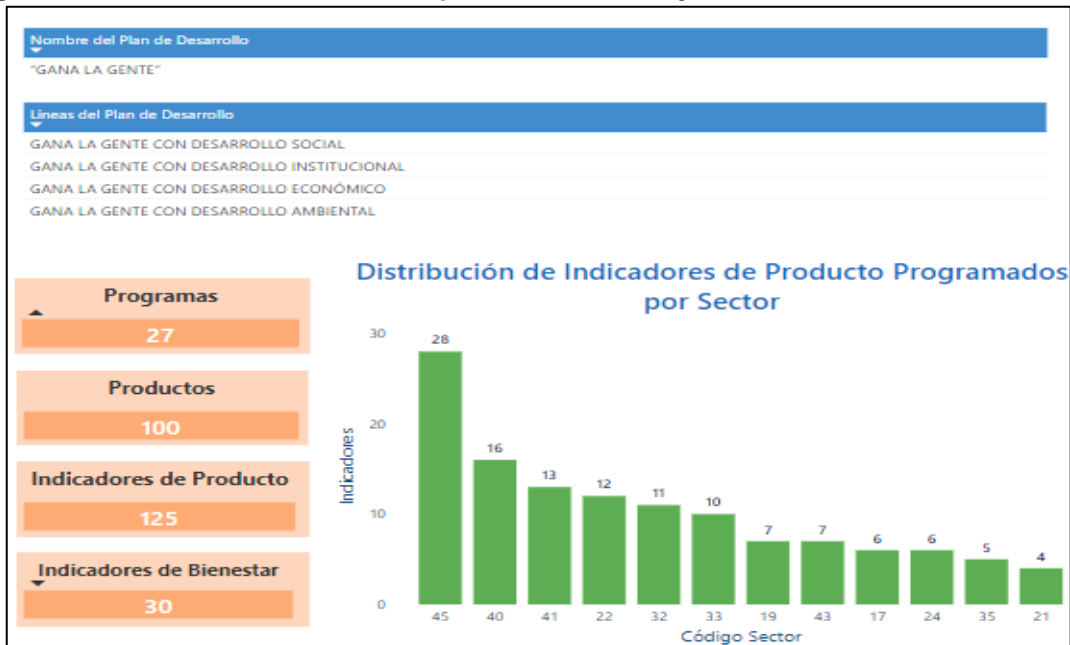 Nombre del Plan de Desarrollo
"GANA LA GENTE"
Líneas del Plan de Desarrollo
GANA LA GENTE CON DESARROLLO SOCIAL
GANA LA GENTE CON DESARROLLO INSTITUCIONAL
GANA LA GENTE CON DESARROLLO ECONÓMICO
GANA LA GENTE CON DESARROLLO AMBIENTAL
Programas
27
Productos
100
Indicadores de Producto
125
Indicadores de Bienestar
30
Distribución de Indicadores de Producto Programados
por Sector
Indicadores
30
20
10
0
28
16
13
12
11
10
7
7
6
6
5
4
45 40 41 22 32 33 19 43 17 24 35 21
Código Sector